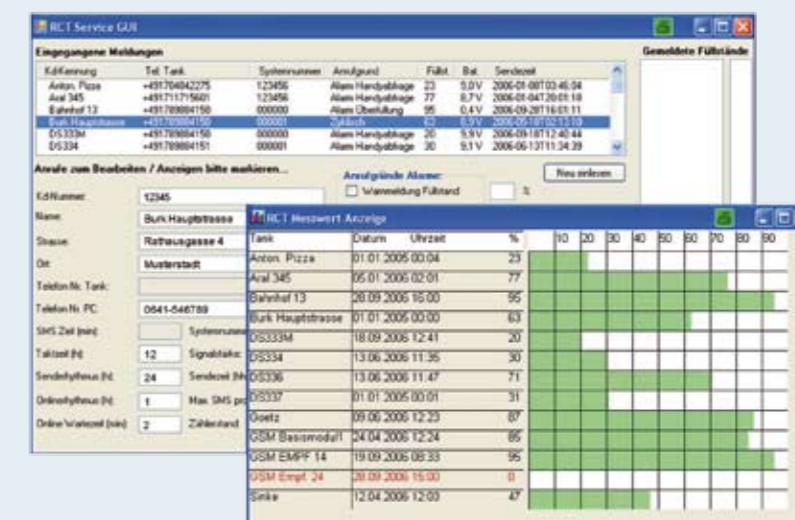 RCT Service GUI
Eingegangene Meldungen
Gemeldete Füllstände
KdKennung Tel. Tank Systemnummer Anrufgrund Füllst. Bat. Sendezeit
Anton. Pizza +491704842275 123456 Alarm Handyabfrage 23 9,0 V 2006-01-08T03:46:04
Aral 345 +491711715601 123456 Alarm Handyabfrage 77 8,7 V 2006-01-04T20:01:18
Bahnhof 13 +491789884158 000000 Alarm Überfüllung 95 0,4 V 2006-09-28T16:01:11
Burk Hauptstrasse +491789884150 000001 Zyklisch 63 8,9 V 2006-05-18T02:13:10
DS333M +491789884150 000000 Alarm Handyabfrage 20 9,9 V 2006-09-18T12:40:44
DS334 +491789884151 000001 Alarm Handyabfrage 30 9,1 V 2006-06-13T11:34:39
Anrufe zum Bearbeiten / Anzeigen bitte markieren...
Anrufgründe Alarme:
Neu einlesen
Warnmeldung Füllstand %
KdNummer: 12345
Name: Burk Hauptstrasse
Strasse: Rathausgasse 4
Ort: Musterstadt
Telefon Nr. Tank:
Telefon Nr. PC: 0641-546789
SMS Zeit [min]: Systemnumme
Taktzeit [h]: 12 Signalstärke:
Senderhythmus [h]: 24 Sendezeit [hh
Onlinerhythmus [h]: 1 Max. SMS pro
Online Wartezeit [min]: 2 Zählerstand
RCT Messwert Anzeige
Tank Datum Uhrzeit % 10 20 30 40 50 60 70 80 90
Anton. Pizza 01.01.2005 00:04 23
Aral 345 05.01.2006 02:01 77
Bahnhof 13 28.09.2006 16:00 95
Burk Hauptstrasse 01.01.2005 00:00 63
DS333M 18.09.2006 12:41 20
DS334 13.06.2006 11:35 30
DS336 13.06.2006 11:47 71
DS337 01.01.2005 00:01 31
Goetz 09.06.2006 12:23 87
GSM Basismodul1 24.04.2006 12:24 85
GSM EMPF 14 19.09.2006 08:33 95
GSM Empf. 24 28.09.2006 15:00 0
Sinke 12.04.2006 12:03 47